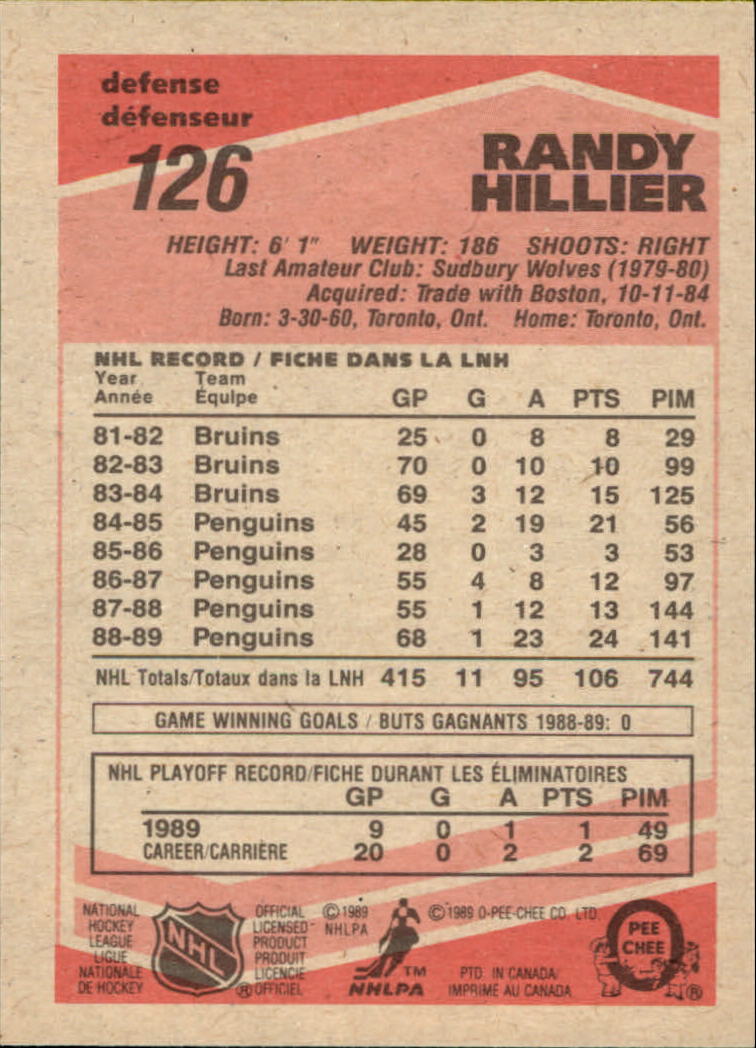 defense
défenseur
126
RANDY
HILLIER
HEIGHT: 6' 1" WEIGHT: 186 SHOOTS: RIGHT
Last Amateur Club: Sudbury Wolves (1979-80)
Acquired: Trade with Boston, 10-11-84
Born: 3-30-60, Toronto, Ont. Home: Toronto, Ont.
NHL RECORD / FICHE DANS LA LNH
Year Team
Année Équipe GP G A PTS PIM
81-82 Bruins 25 0 8 8 29
82-83 Bruins 70 0 10 10 99
83-84 Bruins 69 3 12 15 125
84-85 Penguins 45 2 19 21 56
85-86 Penguins 28 0 3 3 53
86-87 Penguins 55 4 8 12 97
87-88 Penguins 55 1 12 13 144
88-89 Penguins 68 1 23 24 141
NHL Totals/Totaux dans la LNH 415 11 95 106 744
GAME WINNING GOALS / BUTS GAGNANTS 1988-89: 0
NHL PLAYOFF RECORD/FICHE DURANT LES ÉLIMINATOIRES
GP G A PTS PIM
1989 9 0 1 1 49
CAREER/CARRIÈRE 20 0 2 2 69
NATIONAL
HOCKEY
LEAGUE
LIGUE
NATIONALE
DE HOCKEY
NHL
OFFICIAL
LICENSED
PRODUCT
PRODUIT
LICENCIE
® OFFICIEL
©1989
NHLPA
TM
NHLPA
©1989 O-PEE-CHEE CO. LTD.
PTD. IN CANADA/
IMPRIMÉ AU CANADA
PEE
CHEE
®